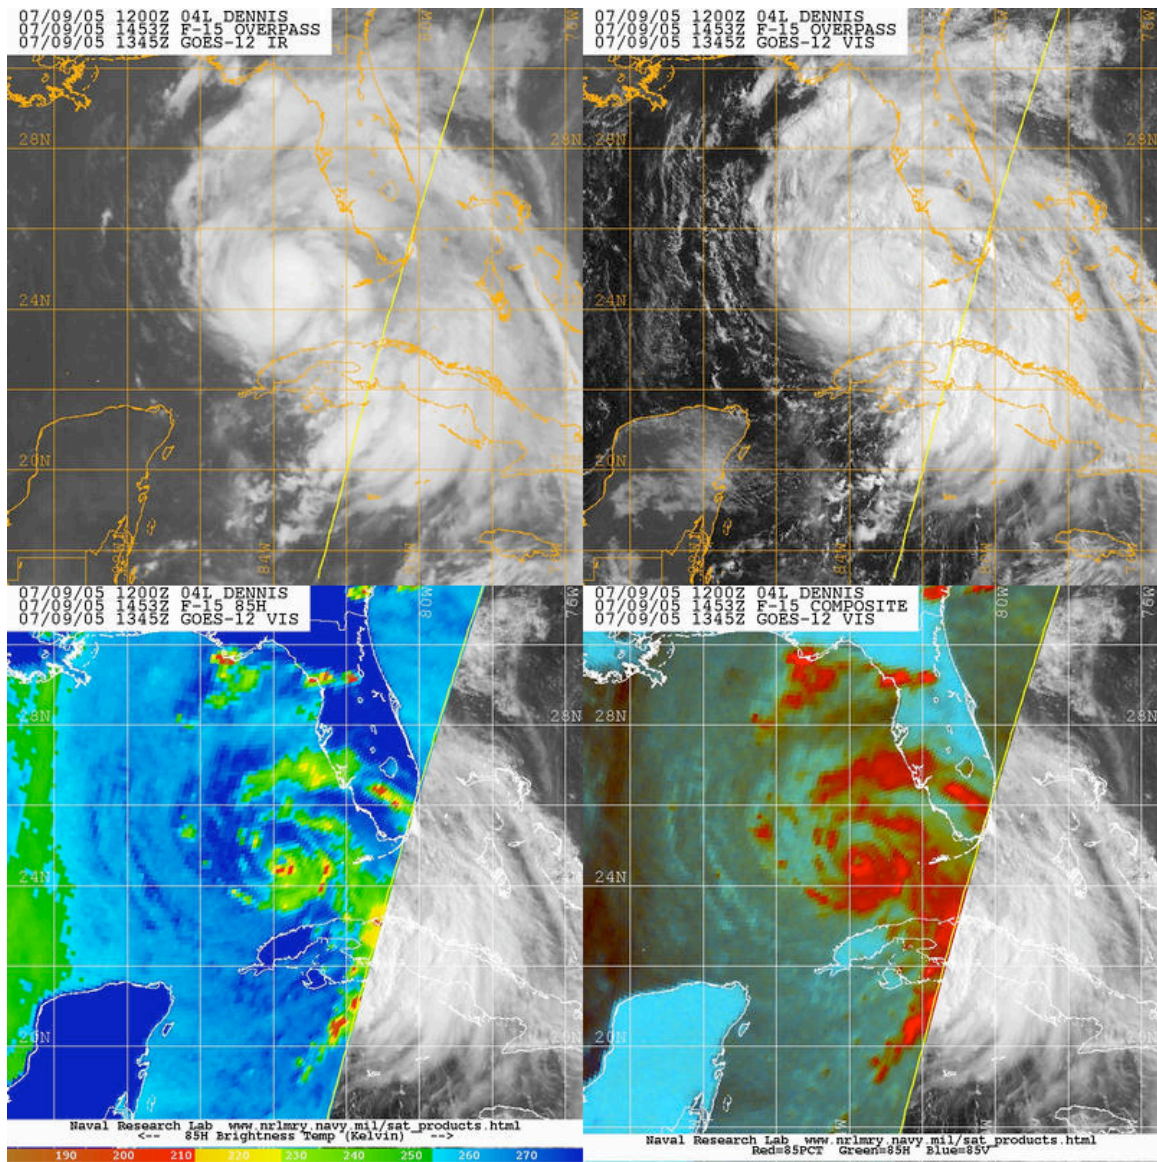 07/09/05 1200Z 04L DENNIS
07/09/05 1453Z F-15 OVERPASS
07/09/05 1345Z GOES-12 IR
28N
24N
20N
84W
07/09/05 1200Z 04L DENNIS
07/09/05 1453Z F-15 OVERPASS
07/09/05 1345Z GOES-12 VIS
28N
24N
20N
07/09/05 1200Z 04L DENNIS
07/09/05 1453Z F-15 85H
07/09/05 1345Z GOES-12 VIS
80W
76W
28N
28N
24N
20N
Naval Research Lab www.nrlmry.navy.mil/sat_products.html
<-- 85H Brightness Temp (Kelvin) -->
190 200 210 220 230 240 250 260 270
07/09/05 1200Z 04L DENNIS
07/09/05 1453Z F-15 COMPOSITE
07/09/05 1345Z GOES-12 VIS
80W
76W
28N
28N
24N
20N
Naval Research Lab www.nrlmry.navy.mil/sat_products.html
Red=85PCT Green=85H Blue=85V